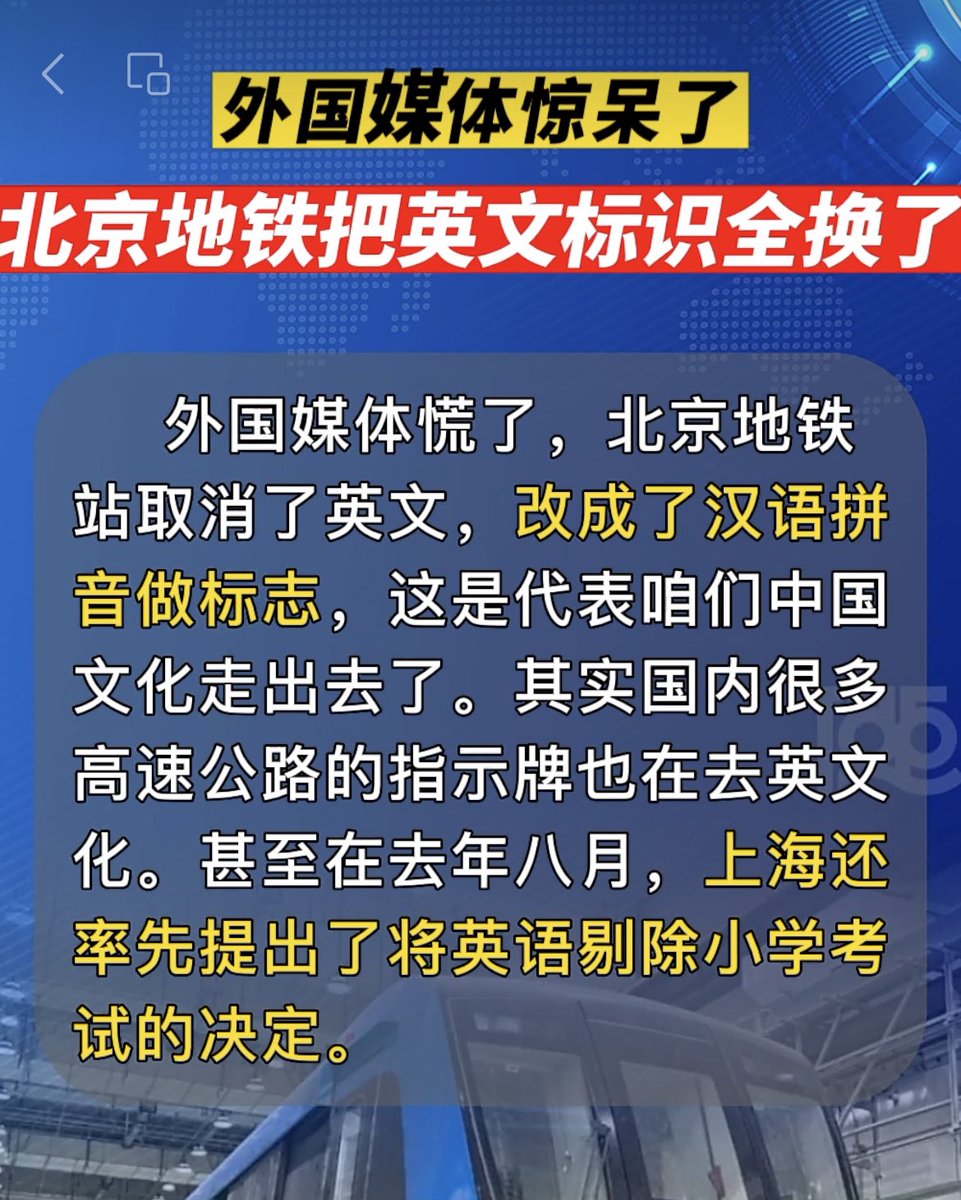 外国媒体惊呆了
北京地铁把英文标识全换了
外国媒体慌了，北京地铁
站取消了英文，改成了汉语拼
音做标志，这是代表咱们中国
文化走出去了。其实国内很多
高速公路的指示牌也在去英文
化。甚至在去年八月，上海还
率先提出了将英语剔除小学考
试的决定。